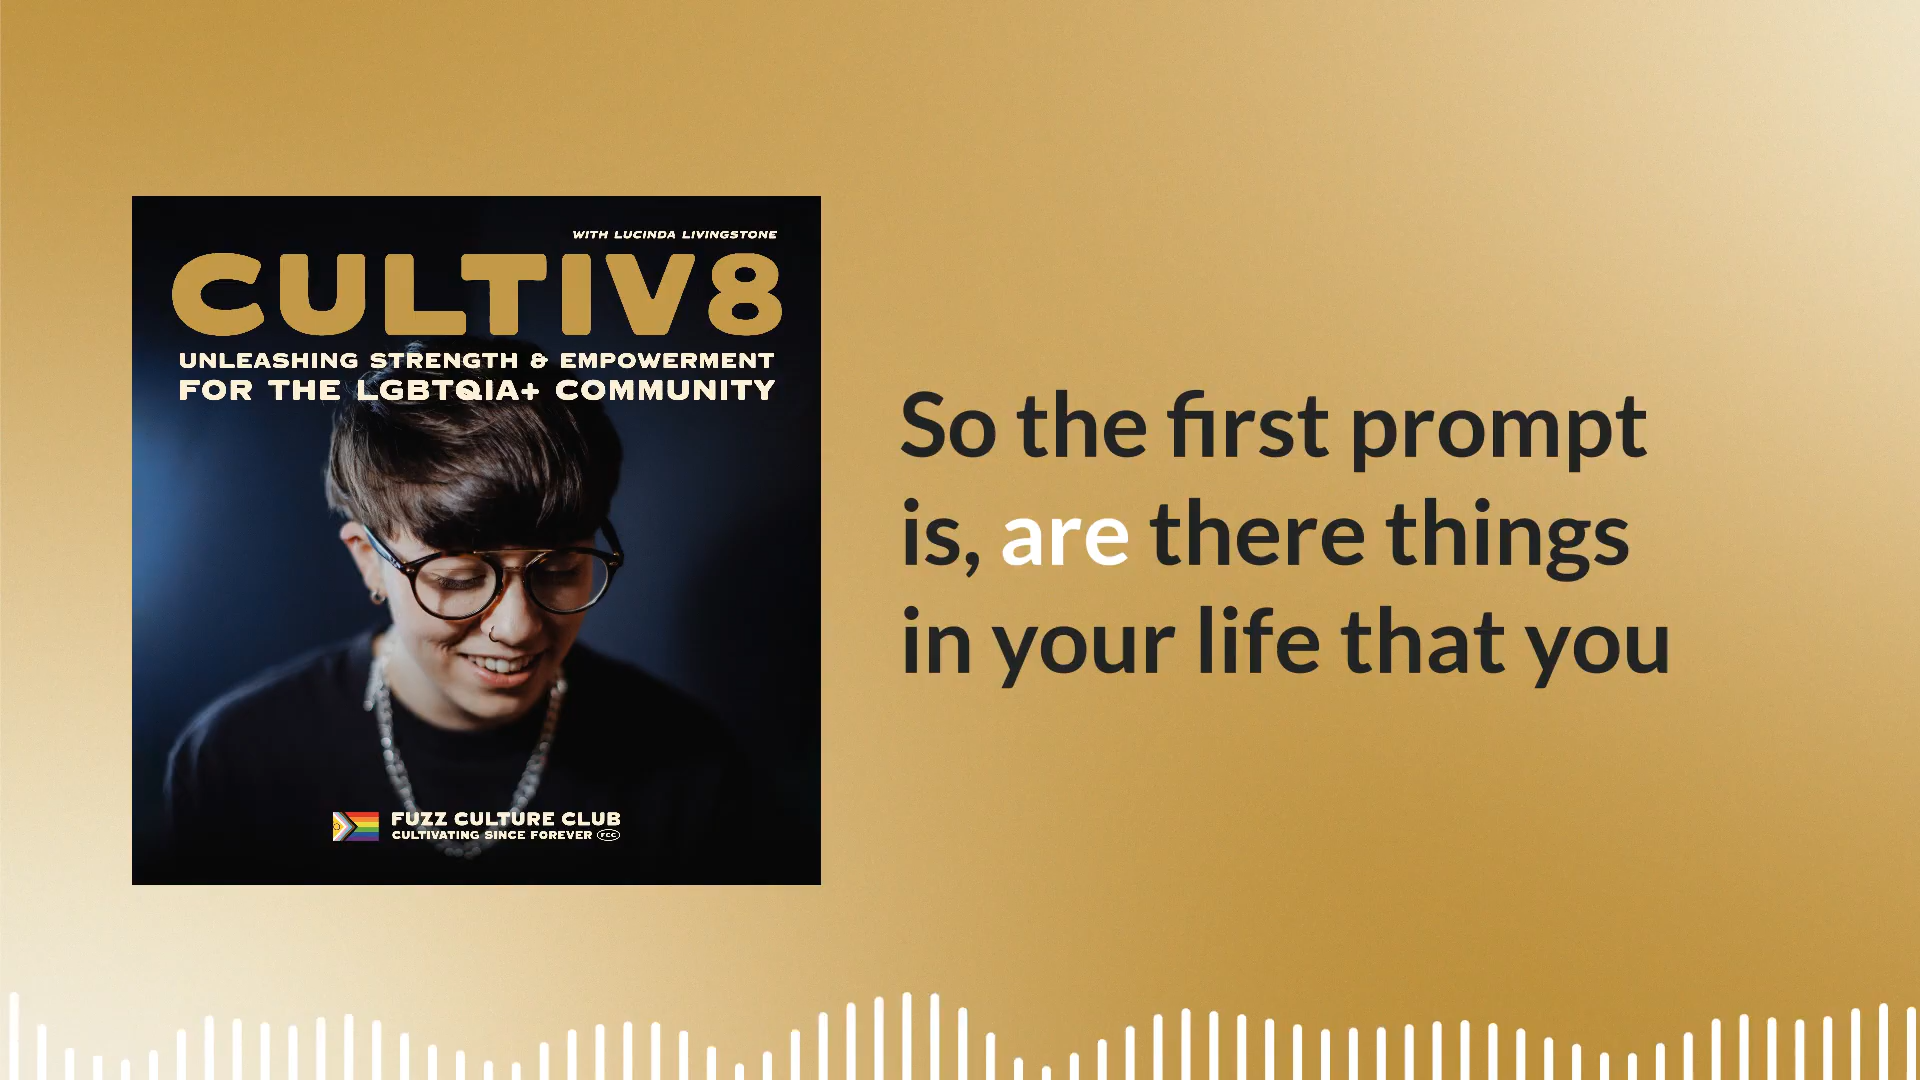 WITH LUCINDA LIVINGSTONE
CULTIV8
UNLEASHING STRENGTH & EMPOWERMENT
FOR THE LGBTQIA+ COMMUNITY
FUZZ CULTURE CLUB
CULTIVATING SINCE FOREVER FCC
So the first prompt
is, are there things
in your life that you